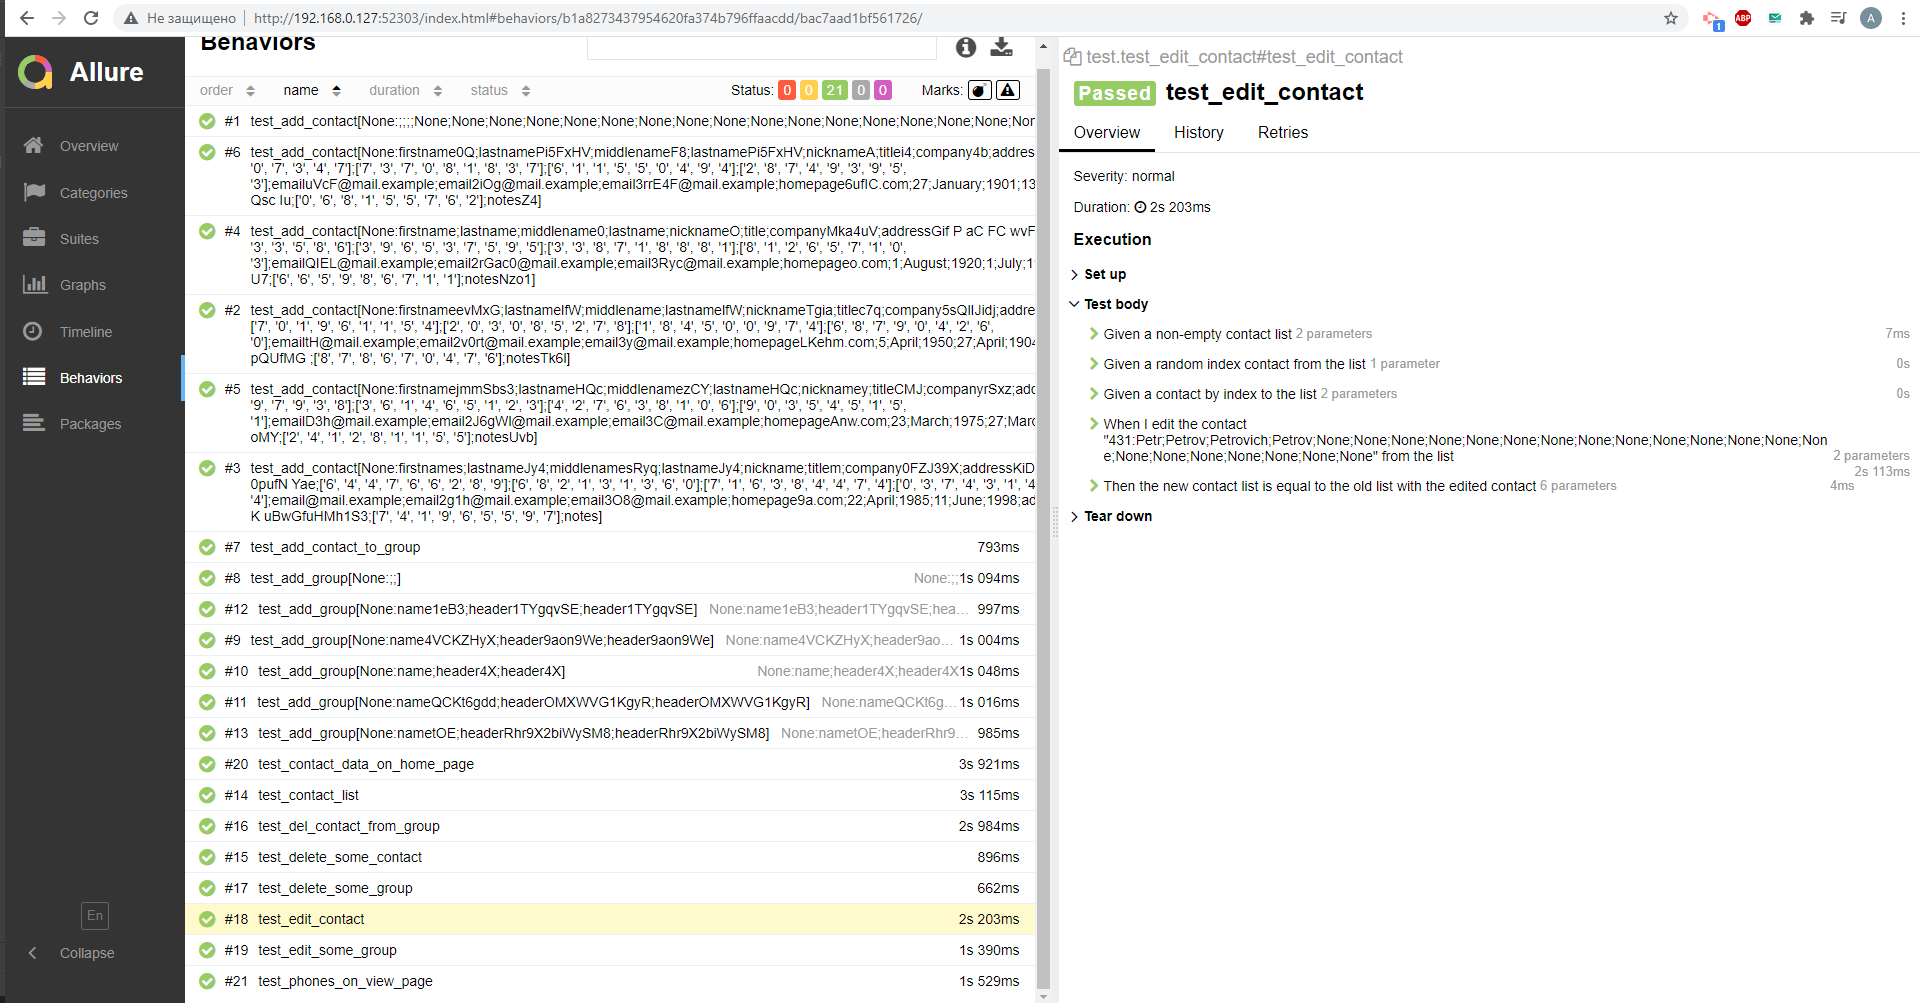 Не защищено http://192.168.0.127:52303/index.html#behaviors/b1a8273437954620fa374b796ffaacdd/bac7aad1bf561726/
1
ABP
A
Allure
Overview
Categories
Suites
Graphs
Timeline
Behaviors
Packages
En
Collapse
Behaviors
order name duration status Status: 0 0 21 0 0 Marks:
#1 test_add_contact[None:;;;;None;None;None;None;None;None;None;None;None;None;None;None;None;None;None;None;Non
#6 test_add_contact[None:firstname0Q;lastnamePi5FxHV;middlenameF8;lastnamePi5FxHV;nicknameA;titlei4;company4b;addres
'0', '7', '3', '4', '7'];['7', '3', '7', '0', '8', '1', '8', '3', '7'];['6', '1', '1', '5', '5', '0', '4', '9', '4'];['2', '8', '7', '4', '9', '3', '9', '5',
'3'];emailuVcF@mail.example;email2iOg@mail.example;email3rrE4F@mail.example;homepage6ufIC.com;27;January;1901;13
Qsc Iu;['0', '6', '8', '1', '5', '5', '7', '6', '2'];notesZ4]
#4 test_add_contact[None:firstname;lastname;middlename0;lastname;nicknameO;title;companyMka4uV;addressGif P aC FC wvF
'3', '3', '5', '8', '6'];['3', '9', '6', '5', '3', '7', '5', '9', '5'];['3', '3', '8', '7', '1', '8', '8', '8', '1'];['8', '1', '2', '6', '5', '7', '1', '0',
'3'];emailQIEL@mail.example;email2rGac0@mail.example;email3Ryc@mail.example;homepageo.com;1;August;1920;1;July;1
U7;['6', '6', '5', '9', '8', '6', '7', '1', '1'];notesNzo1]
#2 test_add_contact[None:firstnameevMxG;lastnameIfW;middlename;lastnameIfW;nicknameTgia;titlec7q;company5sQIIJidj;addre
['7', '0', '1', '9', '6', '1', '1', '5', '4'];['2', '0', '3', '0', '8', '5', '2', '7', '8'];['1', '8', '4', '5', '0', '0', '9', '7', '4'];['6', '8', '7', '9', '0', '4', '2', '6',
'0'];emailtH@mail.example;email2v0rt@mail.example;email3y@mail.example;homepageLKehm.com;5;April;1950;27;April;1904
pQUfMG ;['8', '7', '8', '6', '7', '0', '4', '7', '6'];notesTk6I]
#5 test_add_contact[None:firstnamejmmSbs3;lastnameHQc;middlenamezCY;lastnameHQc;nicknamey;titleCMJ;companyrSxz;add
'9', '7', '9', '3', '8'];['3', '6', '1', '4', '6', '5', '1', '2', '3'];['4', '2', '7', '6', '3', '8', '1', '0', '6'];['9', '0', '3', '5', '4', '5', '1', '5',
'1'];emailD3h@mail.example;email2J6gWI@mail.example;email3C@mail.example;homepageAnw.com;23;March;1975;27;Marc
oMY;['2', '4', '1', '2', '8', '1', '1', '5', '5'];notesUvb]
#3 test_add_contact[None:firstnames;lastnameJy4;middlenamesRyq;lastnameJy4;nickname;titlem;company0FZJ39X;addressKiD
0pufN Yae;['6', '4', '4', '7', '6', '6', '2', '8', '9'];['6', '8', '2', '1', '3', '1', '3', '6', '0'];['7', '1', '6', '3', '8', '4', '4', '7', '4'];['0', '3', '7', '4', '3', '1', '4
'4'];email@mail.example;email2g1h@mail.example;email3O8@mail.example;homepage9a.com;22;April;1985;11;June;1998;ad
K uBwGfuHMh1S3;['7', '4', '1', '9', '6', '5', '5', '9', '7'];notes]
#7 test_add_contact_to_group 793ms
#8 test_add_group[None:;;] None:;;1s 094ms
#12 test_add_group[None:name1eB3;header1TYgqvSE;header1TYgqvSE] None:name1eB3;header1TYgqvSE;hea... 997ms
#9 test_add_group[None:name4VCKZHyX;header9aon9We;header9aon9We] None:name4VCKZHyX;header9ao... 1s 004ms
#10 test_add_group[None:name;header4X;header4X] None:name;header4X;header4X1s 048ms
#11 test_add_group[None:nameQCKt6gdd;headerOMXWVG1KgyR;headerOMXWVG1KgyR] None:nameQCKt6g...1s 016ms
#13 test_add_group[None:nametOE;headerRhr9X2biWySM8;headerRhr9X2biWySM8] None:nametOE;headerRhr9... 985ms
#20 test_contact_data_on_home_page 3s 921ms
#14 test_contact_list 3s 115ms
#16 test_del_contact_from_group 2s 984ms
#15 test_delete_some_contact 896ms
#17 test_delete_some_group 662ms
#18 test_edit_contact 2s 203ms
#19 test_edit_some_group 1s 390ms
#21 test_phones_on_view_page 1s 529ms
test.test_edit_contact#test_edit_contact
Passed test_edit_contact
Overview History Retries
Severity: normal
Duration: 2s 203ms
Execution
Set up
Test body
Given a non-empty contact list 2 parameters 7ms
Given a random index contact from the list 1 parameter 0s
Given a contact by index to the list 2 parameters 0s
When I edit the contact
"431:Petr;Petrov;Petrovich;Petrov;None;None;None;None;None;None;None;None;None;None;None;None;None;Non
e;None;None;None;None;None;None;None" from the list 2 parameters
2s 113ms
Then the new contact list is equal to the old list with the edited contact 6 parameters 4ms
Tear down